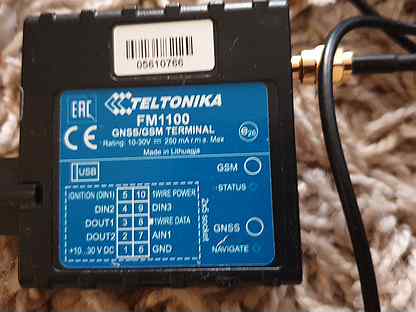 05610766
EAC
TELTONIKA
FM1100
GNSS/GSM TERMINAL
Rating: 10-30V 250 mA r.m.s. Max
Made in Lithuania
CE
USB
GSM
STATUS
GNSS
NAVIGATE
IGNITION (DIN1) 5 10 1WIRE POWER
DIN2 4 9 DIN3
DOUT1 3 8 1WIRE DATA
DOUT2 2 7 AIN1
+10...30 V DC 1 6 GND
2x5 socket